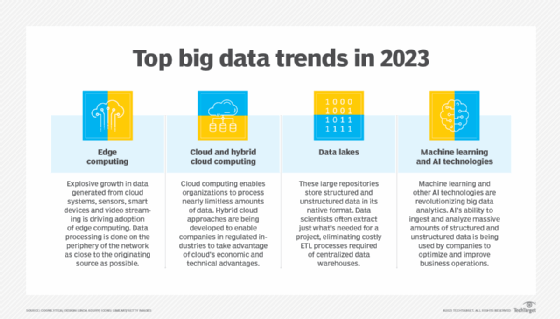 Top big data trends in 2023
1000
1001
1011
1111
Edge
computing
Explosive growth in data
generated from cloud
systems, sensors, smart
devices and video stream-
ing is driving adoption
of edge computing. Data
processing is done on the
periphery of the network
as close to the originating
source as possible.
Cloud and hybrid
cloud computing
Cloud computing enables
organizations to process
nearly limitless amounts
of data. Hybrid cloud
approaches are being
developed to enable
companies in regulated in-
dustries to take advantage
of cloud's economic and
technical advantages.
Data lakes
These large repositories
store structured and
unstructured data in its
native format. Data
scientists often extract
just what's needed for a
project, eliminating costly
ETL processes required
of centralized data
warehouses.
Machine learning
and AI technologies
Machine learning and
other AI technologies are
revolutionizing big data
analytics. AI's ability to
ingest and analyze massive
amounts of structured and
unstructured data is being
used by companies to
optimize and improve
business operations.
TechTarget